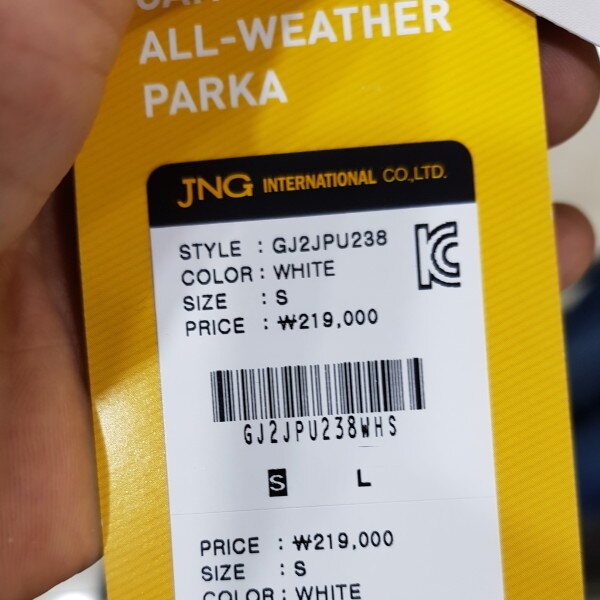 ALL-WEATHER
PARKA
JNG INTERNATIONAL CO.,LTD.
STYLE : GJ2JPU238
COLOR : WHITE
SIZE : S
PRICE : ₩219,000
KC
GJ2JPU238WHS
S L
PRICE : ₩219,000
SIZE : S
COLOR : WHITE